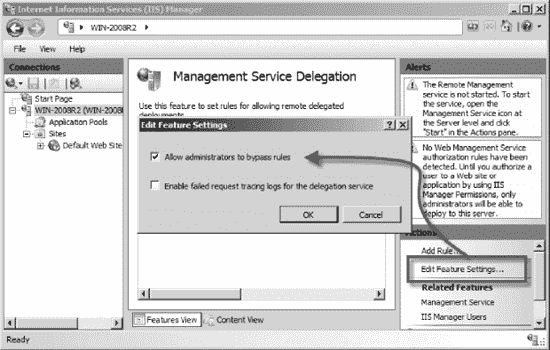 Internet Information Services (IIS) Manager
WIN-2008R2
File View Help
Connections
Start Page
WIN-2008R2 (WIN-2008R
Application Pools
Sites
Default Web Site
Management Service Delegation
Use this feature to set rules for allowing remote delegated
deployments.
Edit Feature Settings
Allow administrators to bypass rules
Enable failed request tracing logs for the delegation service
OK Cancel
Features View Content View
Alerts
The Remote Management
service is not started. To start
the service, open the
Management Service icon at
the Server level and click
"Start" in the Actions pane.
No Web Management Service
authorization rules have been
detected. Until you authorize a
user to a Web site or
application by using IIS
Manager Permissions, only
administrators will be able to
deploy to this server.
Actions
Add Rule...
Edit Feature Settings...
Related Features
Management Service
IIS Manager Users
Ready